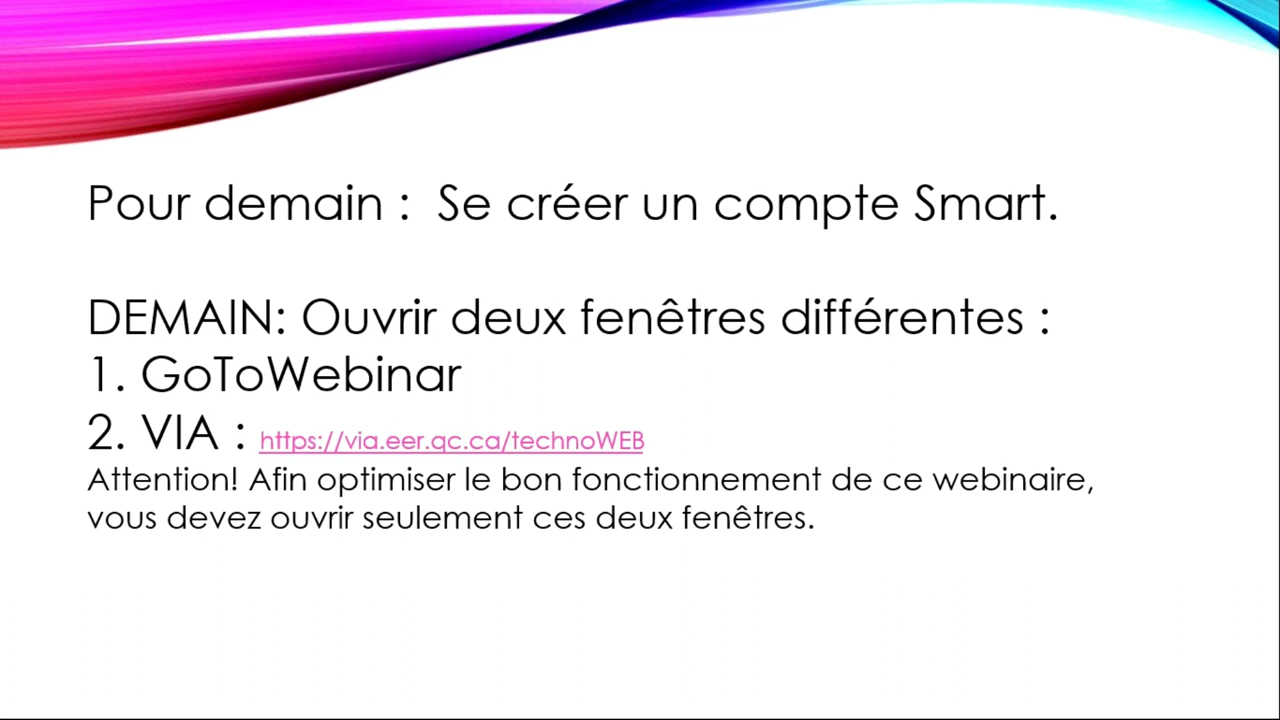 Pour demain :  Se créer un compte Smart.
DEMAIN: Ouvrir deux fenêtres différentes :
1. GoToWebinar
2. VIA : https://via.eer.qc.ca/technoWEB
Attention! Afin optimiser le bon fonctionnement de ce webinaire,
vous devez ouvrir seulement ces deux fenêtres.